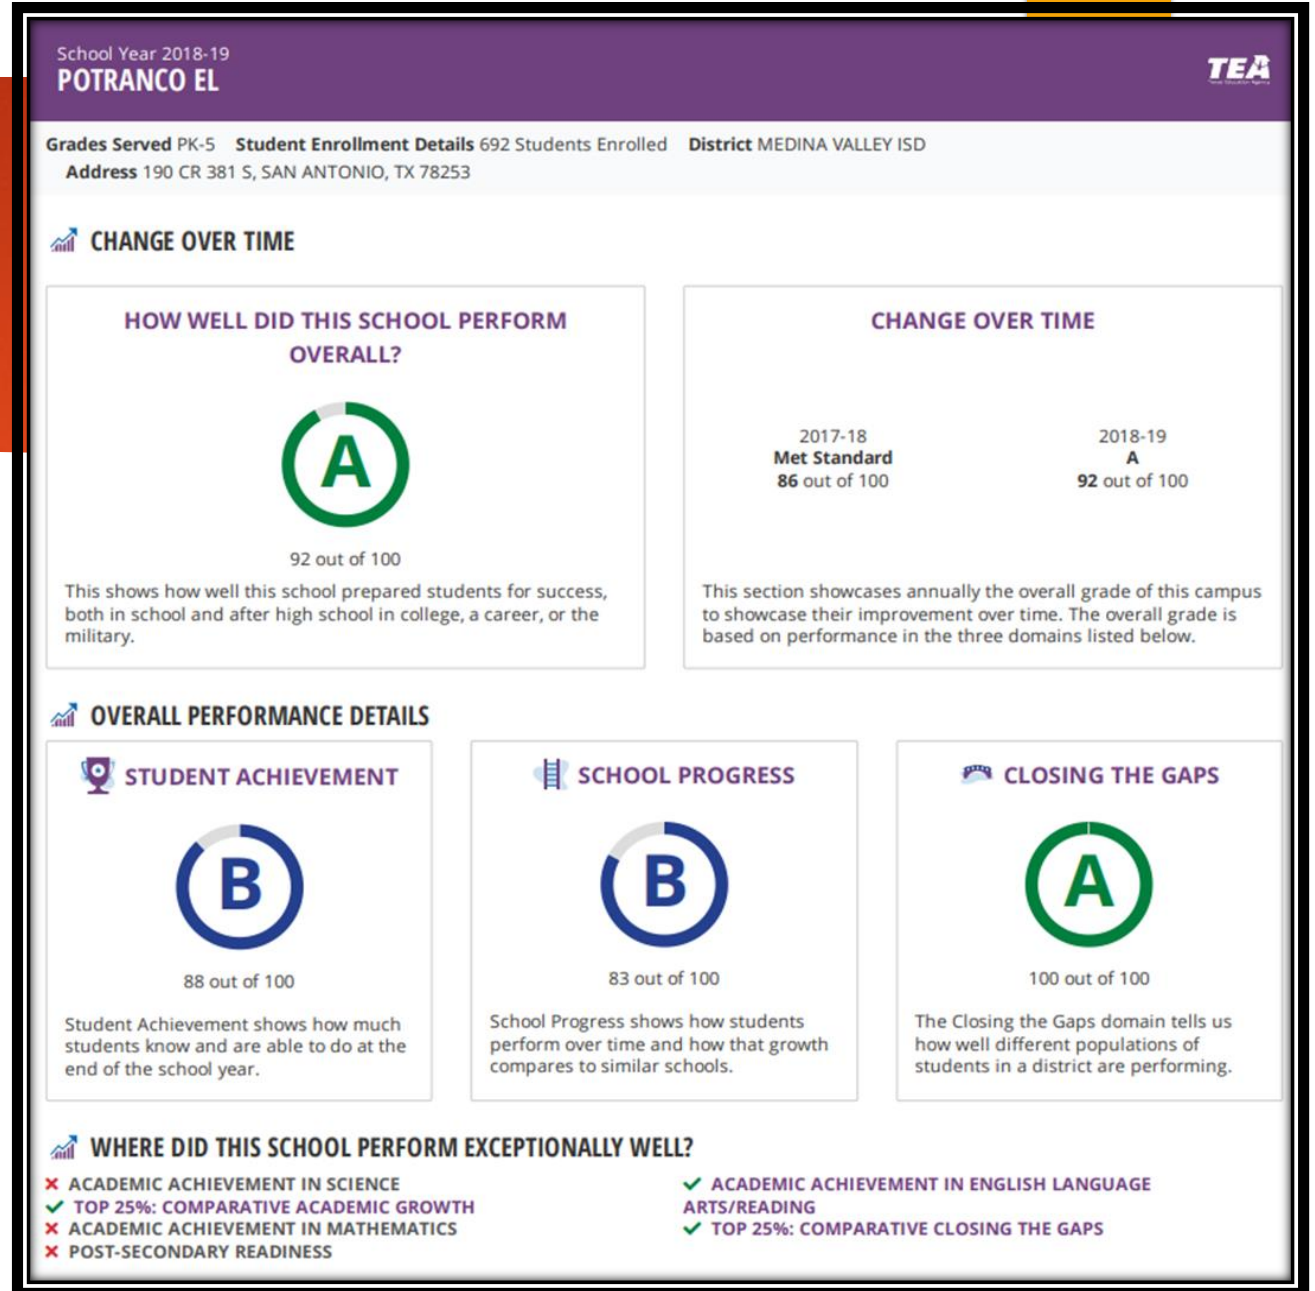 School Year 2018-19
POTRANCO EL
TEA
Grades Served PK-5 Student Enrollment Details 692 Students Enrolled District MEDINA VALLEY ISD
Address 190 CR 381 S, SAN ANTONIO, TX 78253
CHANGE OVER TIME
HOW WELL DID THIS SCHOOL PERFORM
OVERALL?
A
92 out of 100
This shows how well this school prepared students for success,
both in school and after high school in college, a career, or the
military.
CHANGE OVER TIME
2017-18
Met Standard
86 out of 100
2018-19
A
92 out of 100
This section showcases annually the overall grade of this campus
to showcase their improvement over time. The overall grade is
based on performance in the three domains listed below.
OVERALL PERFORMANCE DETAILS
STUDENT ACHIEVEMENT
B
88 out of 100
Student Achievement shows how much
students know and are able to do at the
end of the school year.
SCHOOL PROGRESS
B
83 out of 100
School Progress shows how students
perform over time and how that growth
compares to similar schools.
CLOSING THE GAPS
A
100 out of 100
The Closing the Gaps domain tells us
how well different populations of
students in a district are performing.
WHERE DID THIS SCHOOL PERFORM EXCEPTIONALLY WELL?
ACADEMIC ACHIEVEMENT IN SCIENCE
TOP 25%: COMPARATIVE ACADEMIC GROWTH
ACADEMIC ACHIEVEMENT IN MATHEMATICS
POST-SECONDARY READINESS
ACADEMIC ACHIEVEMENT IN ENGLISH LANGUAGE
ARTS/READING
TOP 25%: COMPARATIVE CLOSING THE GAPS